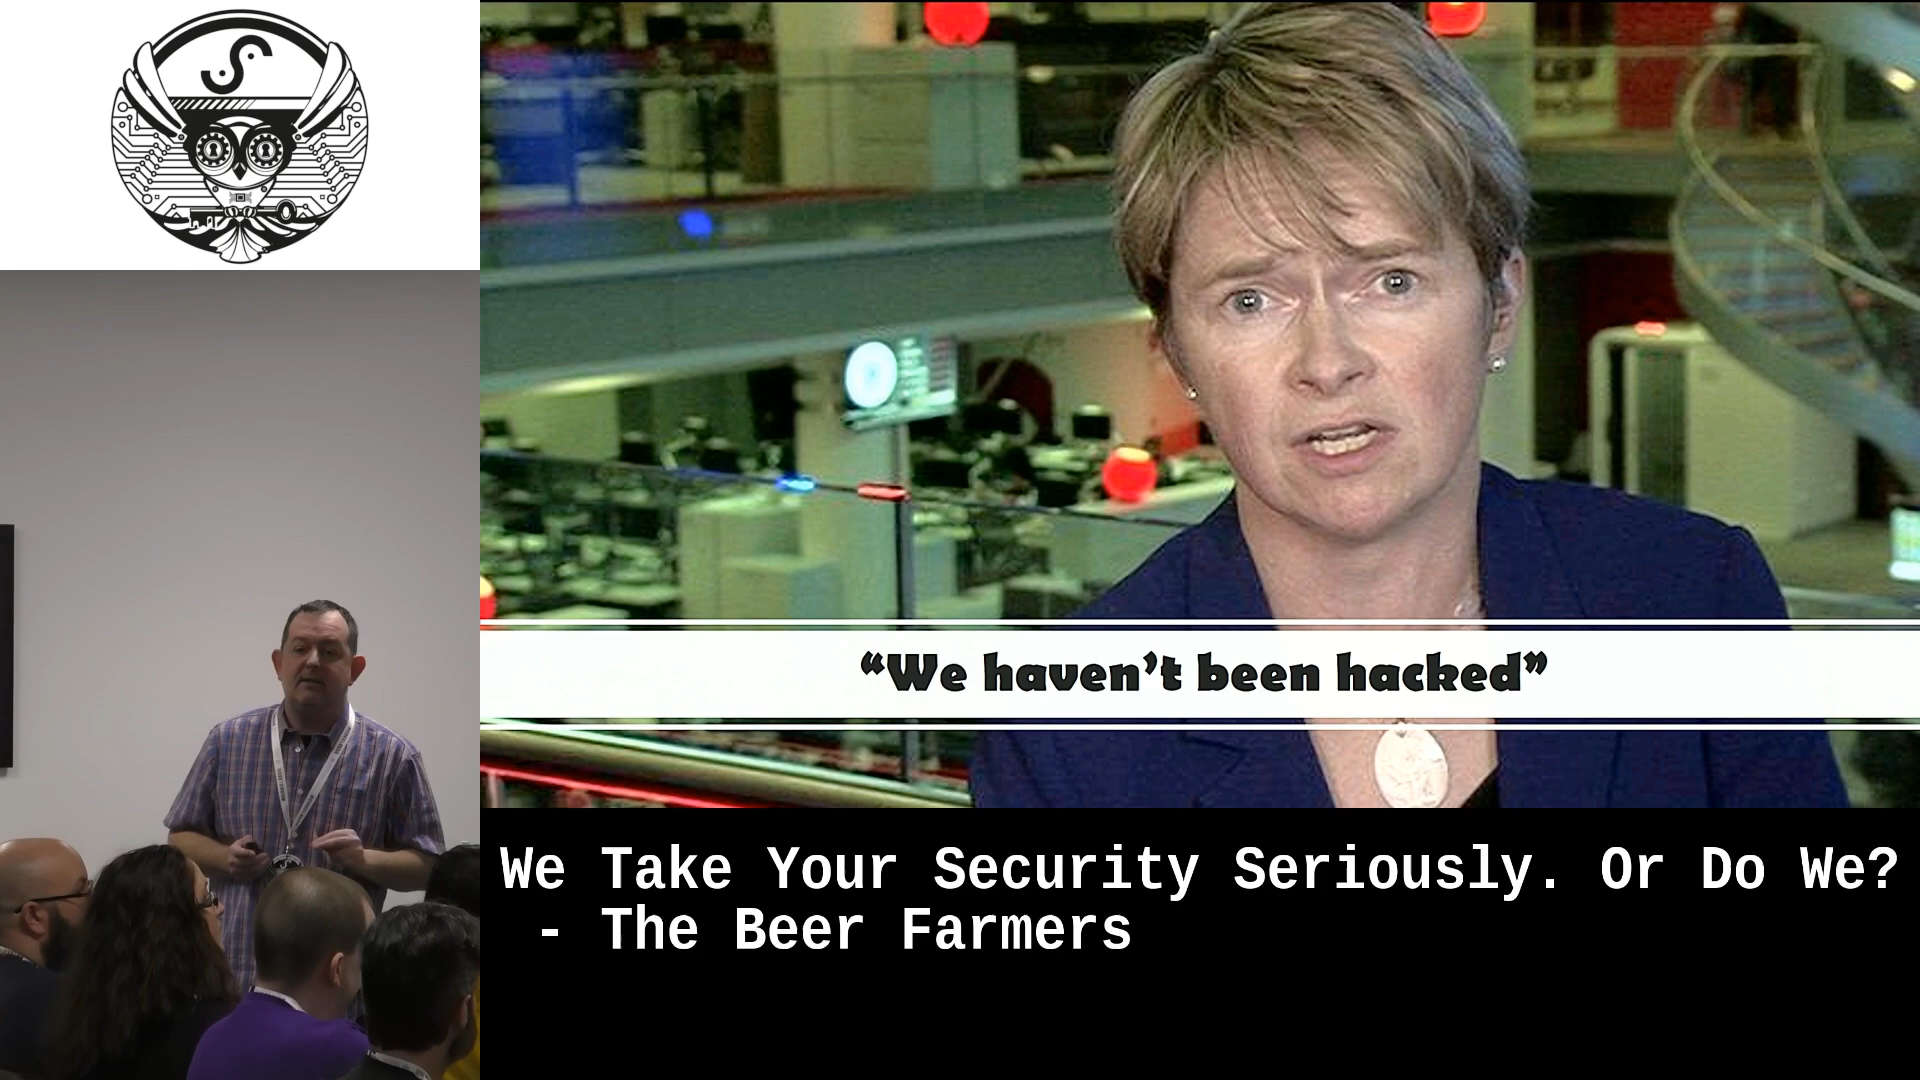 “We haven’t been hacked”
We Take Your Security Seriously. Or Do We?
- The Beer Farmers